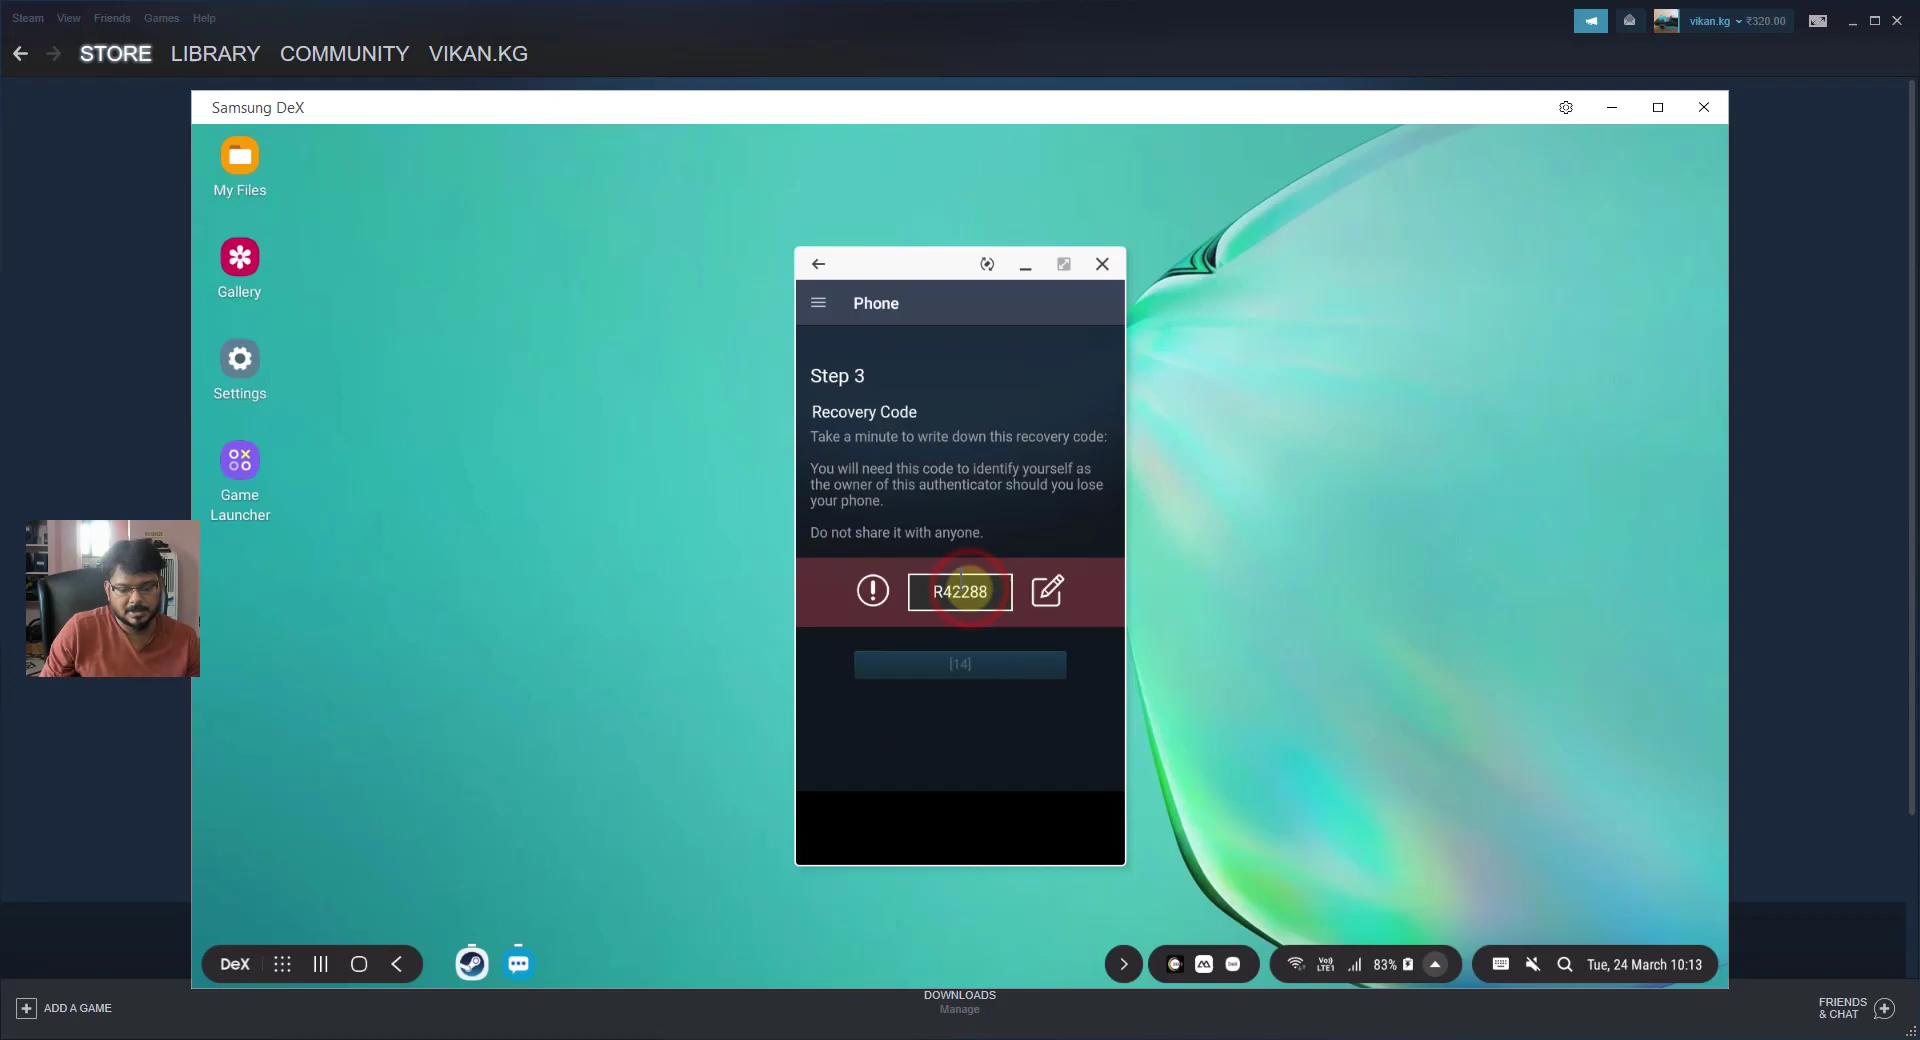 Steam View Friends Games Help
vikan.kg ₹320.00
STORE LIBRARY COMMUNITY VIKAN.KG
Samsung DeX
My Files
Gallery
Settings
Game
Launcher
Phone
Step 3
Recovery Code
Take a minute to write down this recovery code:
You will need this code to identify yourself as
the owner of this authenticator should you lose
your phone.
Do not share it with anyone.
R42288
[14]
DeX
Vo)
LTE1
83%
Tue, 24 March 10:13
ADD A GAME
DOWNLOADS
Manage
FRIENDS
& CHAT